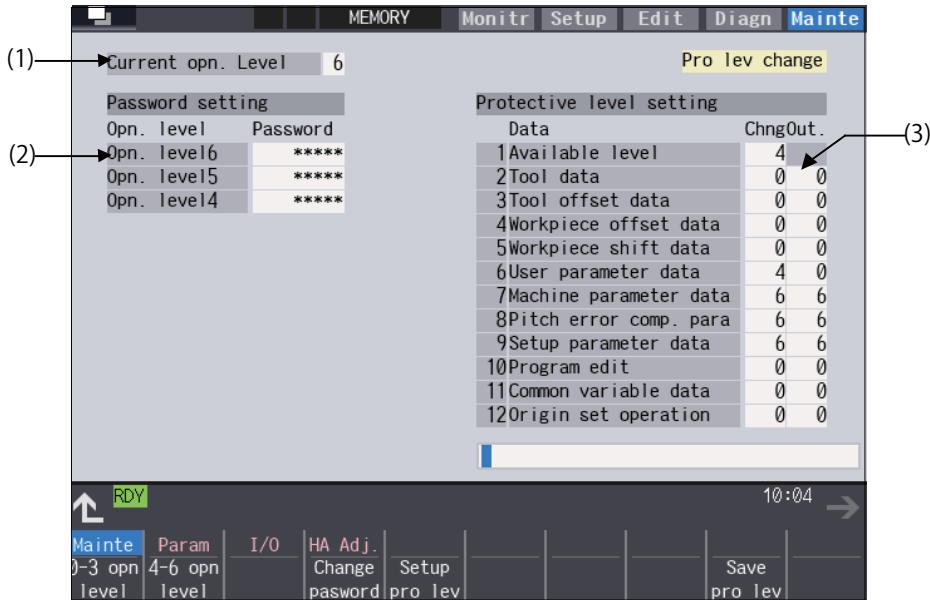 MEMORY Monitr Setup Edit Diagn Mainte
(1) Current opn. Level 6 Pro lev change
Password setting
Opn. level Password
(2) Opn. level6 *****
Opn. level5 *****
Opn. level4 *****
Protective level setting
Data ChngOut.
(3)
1 Available level 4
2 Tool data 0 0
3 Tool offset data 0 0
4 Workpiece offset data 0 0
5 Workpiece shift data 0 0
6 User parameter data 4 0
7 Machine parameter data 6 6
8 Pitch error comp. para 6 6
9 Setup parameter data 6 6
10 Program edit 0 0
11 Common variable data 0 0
12 Origin set operation 0 0
RDY 10:04
Mainte Param I/O HA Adj.
0-3 opn 4-6 opn Change Setup Save
level level pasword pro lev pro lev